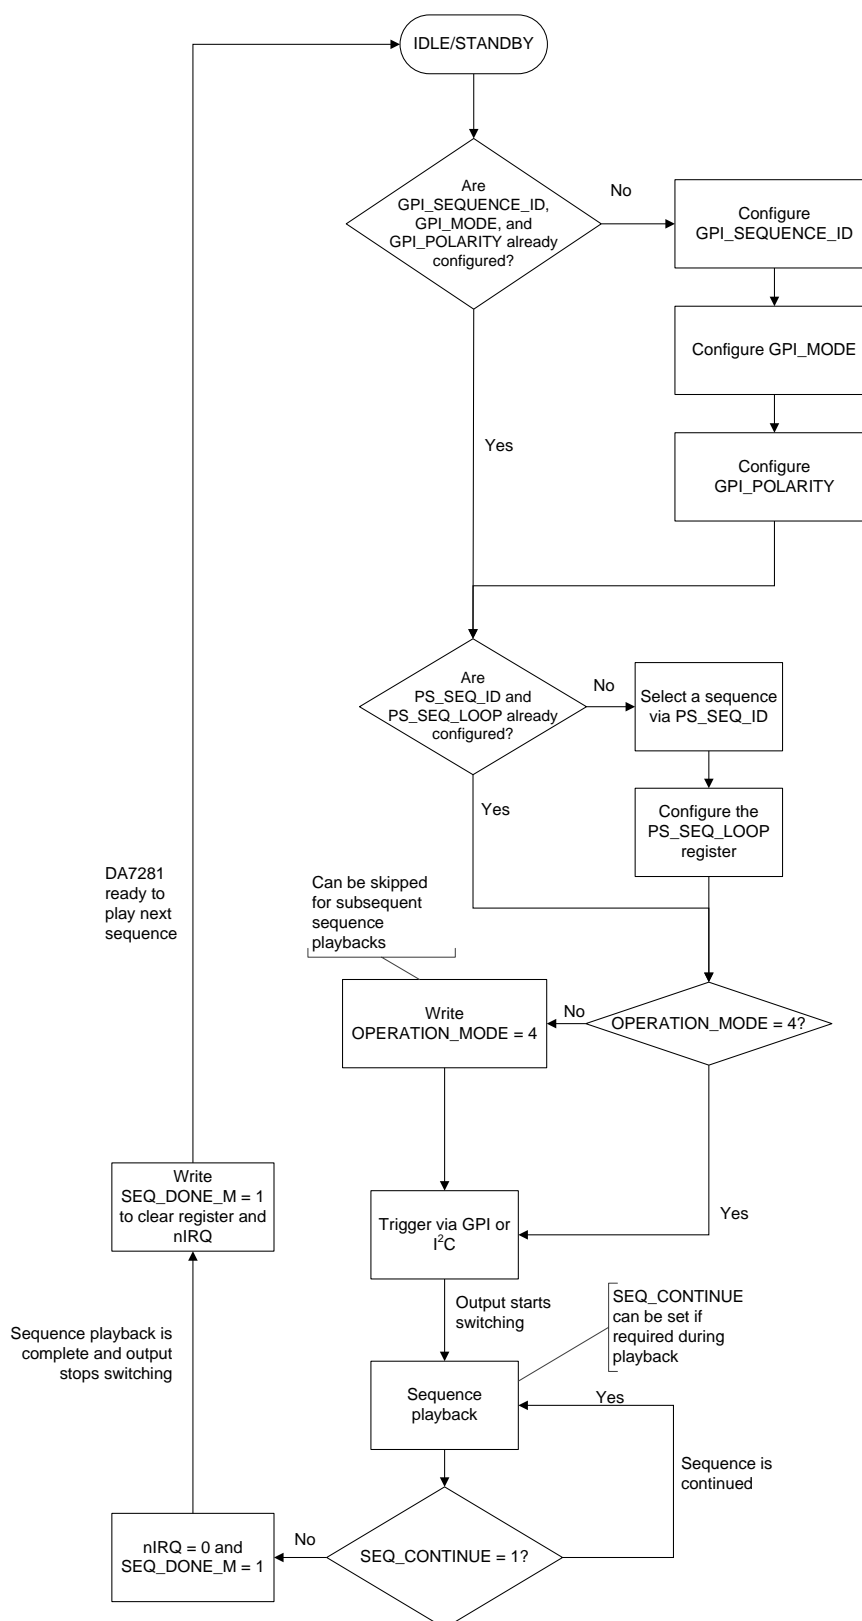 IDLE/STANDBY
Are
GPI_SEQUENCE_ID,
GPI_MODE, and
GPI_POLARITY already
configured?
No
Configure
GPI_SEQUENCE_ID
Configure GPI_MODE
Configure
GPI_POLARITY
Yes
Are
PS_SEQ_ID and
PS_SEQ_LOOP already
configured?
No
Select a sequence
via PS_SEQ_ID
Configure the
PS_SEQ_LOOP
register
Yes
DA7281
ready to
play next
sequence
Can be skipped
for subsequent
sequence
playbacks
Write
OPERATION_MODE = 4
No
OPERATION_MODE = 4?
Yes
Write
SEQ_DONE_M = 1
to clear register and
nIRQ
Trigger via GPI or
I²C
Output starts
switching
SEQ_CONTINUE
can be set if
required during
playback
Sequence playback is
complete and output
stops switching
Sequence
playback
Yes
Sequence is
continued
nIRQ = 0 and
SEQ_DONE_M = 1
No
SEQ_CONTINUE = 1?